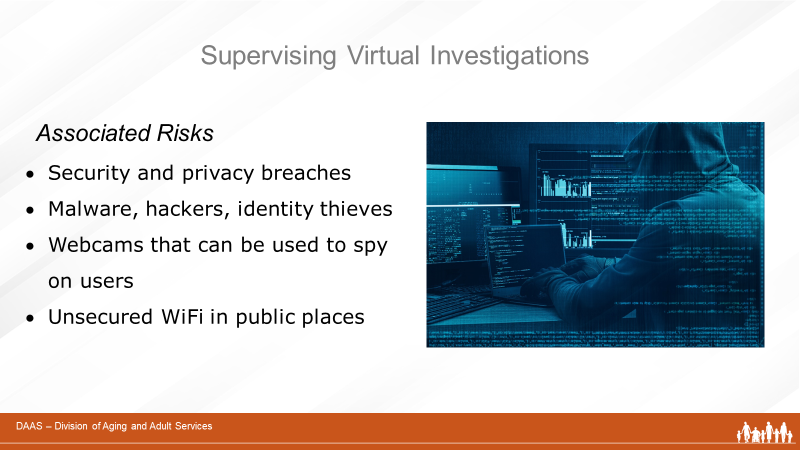 Supervising Virtual Investigations
Associated Risks
• Security and privacy breaches
• Malware, hackers, identity thieves
• Webcams that can be used to spy
on users
• Unsecured WiFi in public places
DAAS – Division of Aging and Adult Services